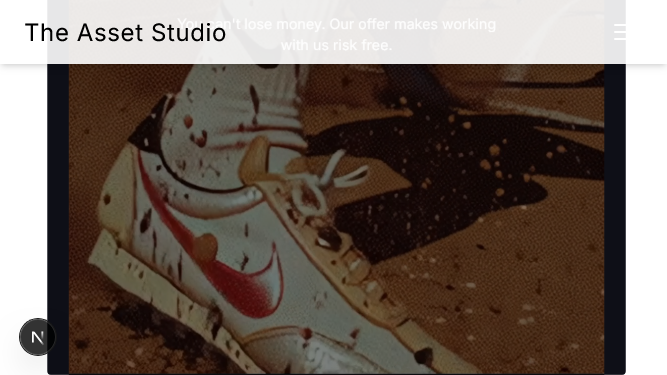 You can't lose money. Our offer makes working
The Asset Studio
with us risk free.
N